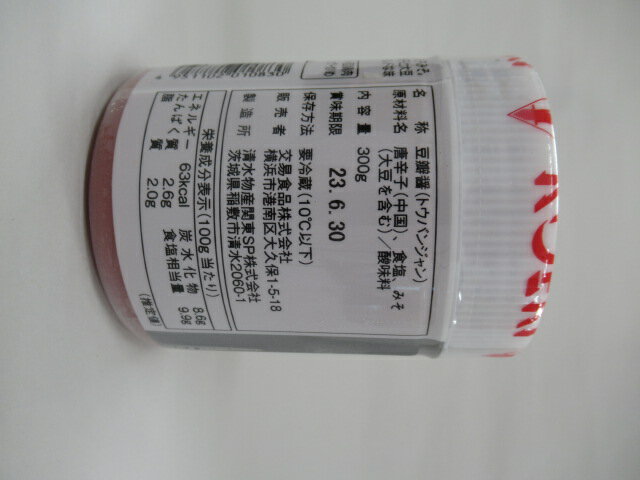 名 称 豆瓣醤(トウバンジャン)
原材料名 唐辛子(中国)、食塩、みそ
(大豆を含む)/酸味料
内容量 300g
賞味期限 23.6.30
保存方法 要冷蔵(10℃以下)
販売者 交易食品株式会社
横浜市港南区大久保1-5-18
製造所 清水物産関東SP株式会社
茨城県稲敷市清水2060-1
栄養成分表示(100g当たり)
エネルギー 63kcal 炭水化物 8.6g
たんぱく質 2.6g 食塩相当量 9.9g
脂 質 2.0g
(推定値)